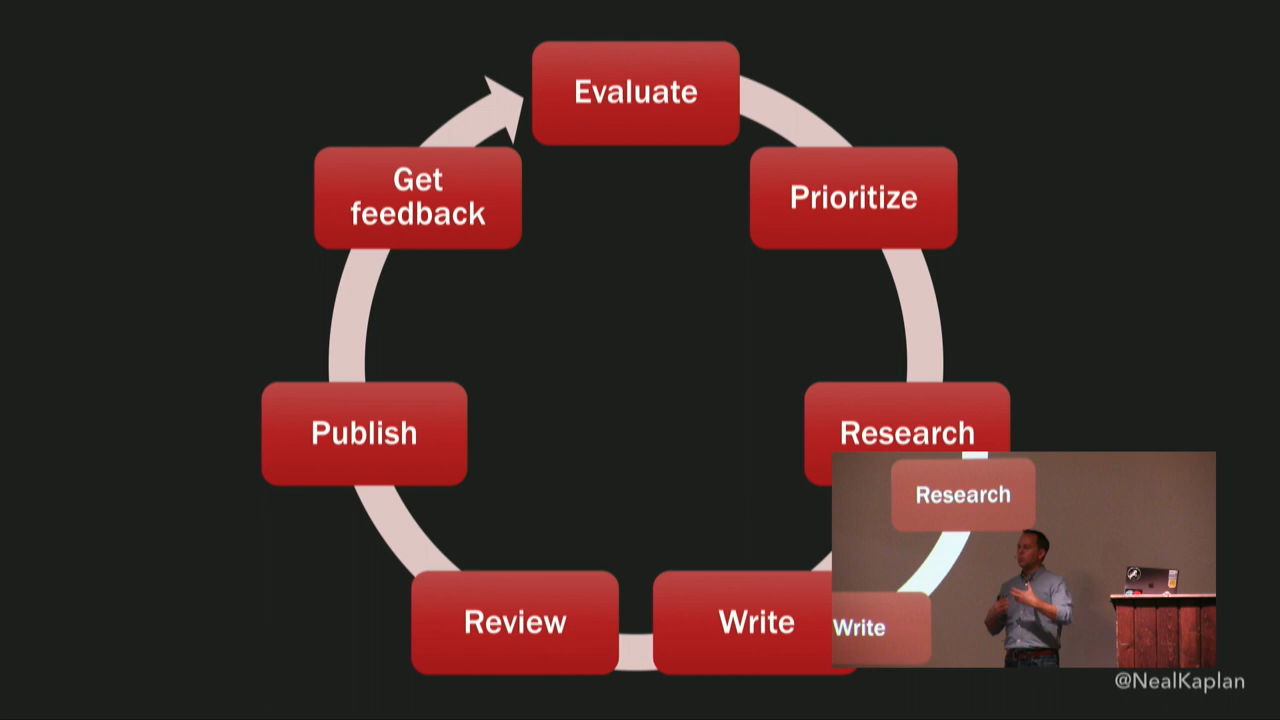 Evaluate
Prioritize
Research
Write
Review
Publish
Get
feedback
Research
Write
@NealKaplan